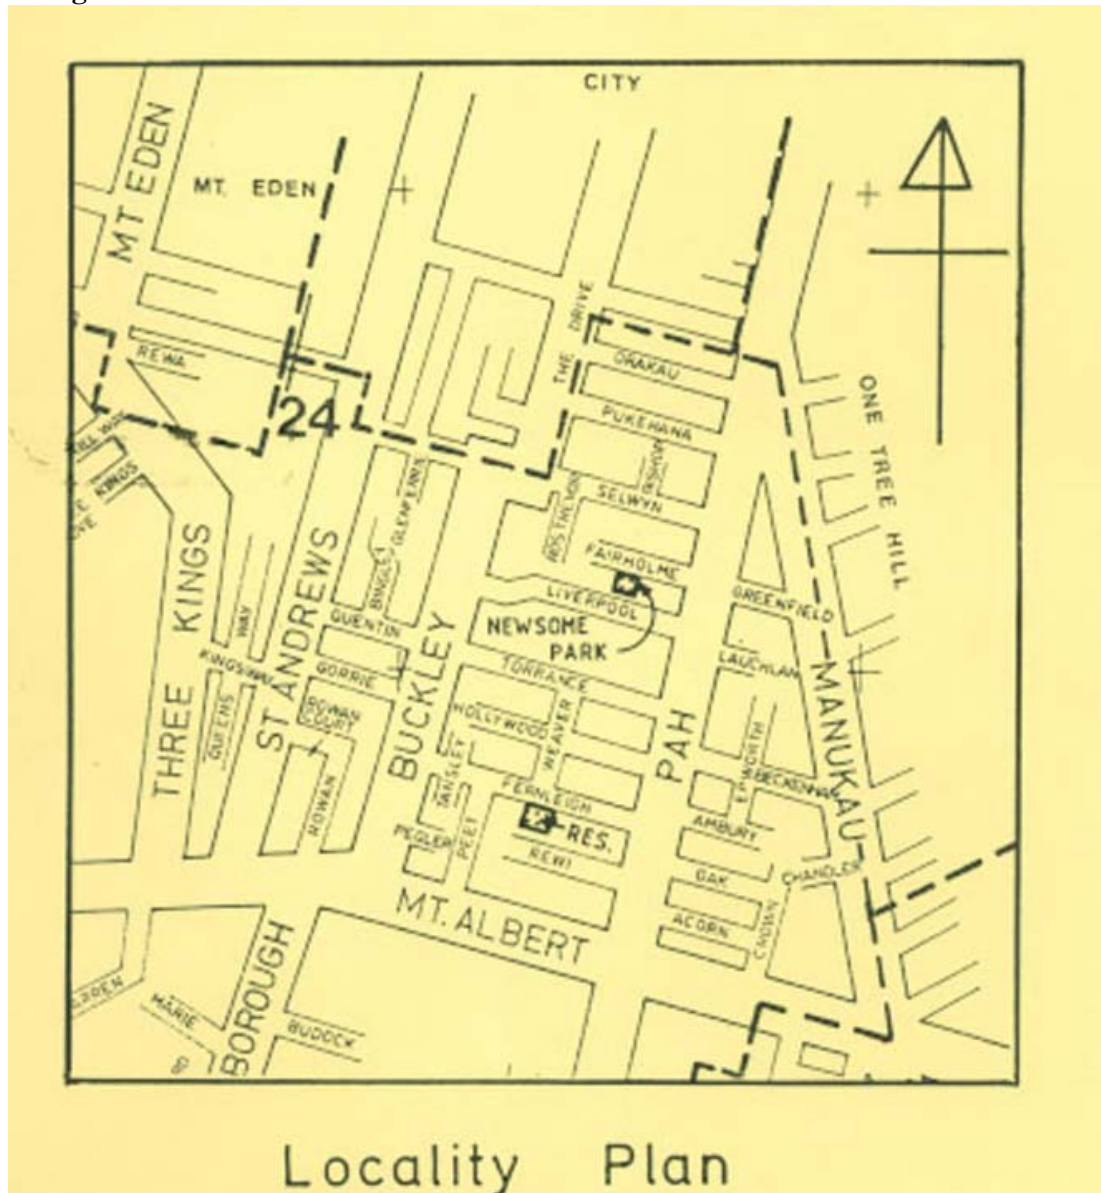 CITY
MT. EDEN
MT EDEN
THE DRIVE
REWA
ORAKAU
24
PUKEHANA
ONE TREE HILL
KINGS
BISHOP
GLENFERN
SELWYN
FAIRHOLME
LIVERPOOL
BINGLEY
THREE KINGS
ST ANDREWS
QUENTIN
BUCKLEY
NEWSOME
PARK
GREENFIELD
WAY
KINGSWAY
GORRIE
TORRANCE
LAUCHLAN
MANUKAU
QUEENS
ROWAN
COURT
HOLLYWOOD
WEAVER
PAH
EPWORTH
BECKENHAM
TANSLEY
FERNLEIGH
ROWAN
PEGLER
PEET
RES.
AMBURY
REWI
OAK
CHANDLER
MT. ALBERT
ACORN
CROWN
BOROUGH
MARIE
BUDOCK
Locality Plan